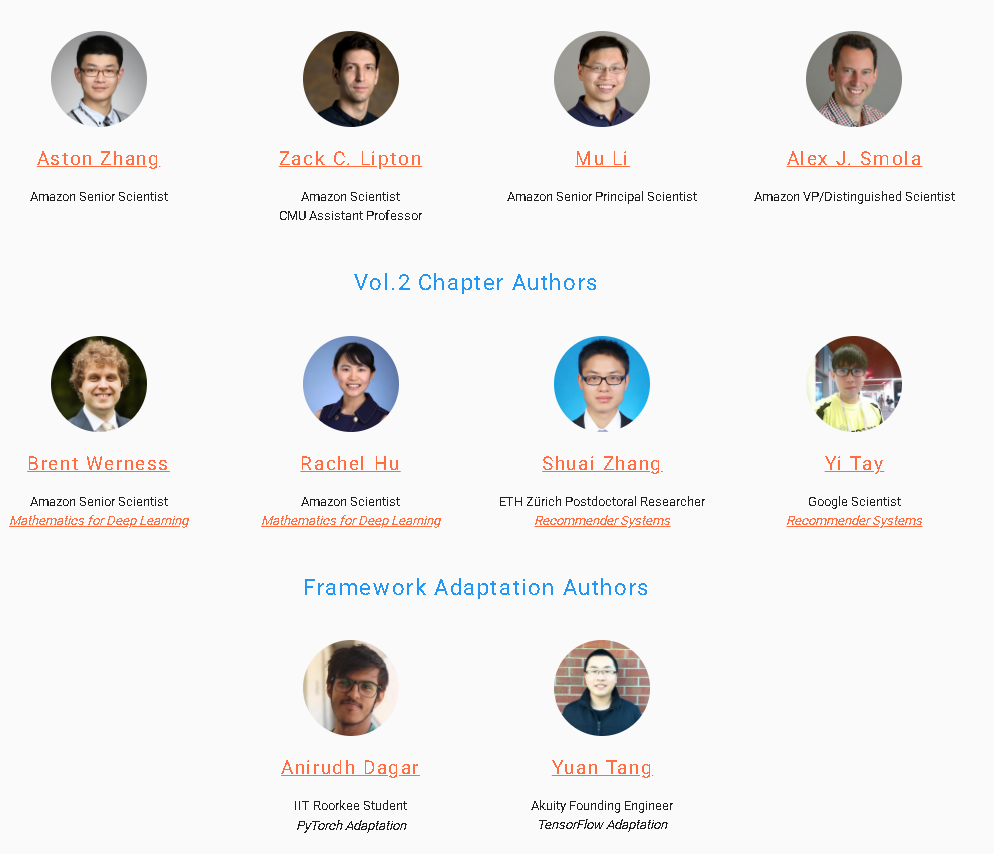 Aston Zhang
Zack C. Lipton
Mu Li
Alex J. Smola
Amazon Senior Scientist
Amazon Scientist
CMU Assistant Professor
Amazon Senior Principal Scientist
Amazon VP/Distinguished Scientist
Vol.2 Chapter Authors
Brent Werness
Rachel Hu
Shuai Zhang
Yi Tay
Amazon Senior Scientist
Mathematics for Deep Learning
Amazon Scientist
Mathematics for Deep Learning
ETH Zürich Postdoctoral Researcher
Recommender Systems
Google Scientist
Recommender Systems
Framework Adaptation Authors
Anirudh Dagar
Yuan Tang
IIT Roorkee Student
PyTorch Adaptation
Akuity Founding Engineer
TensorFlow Adaptation